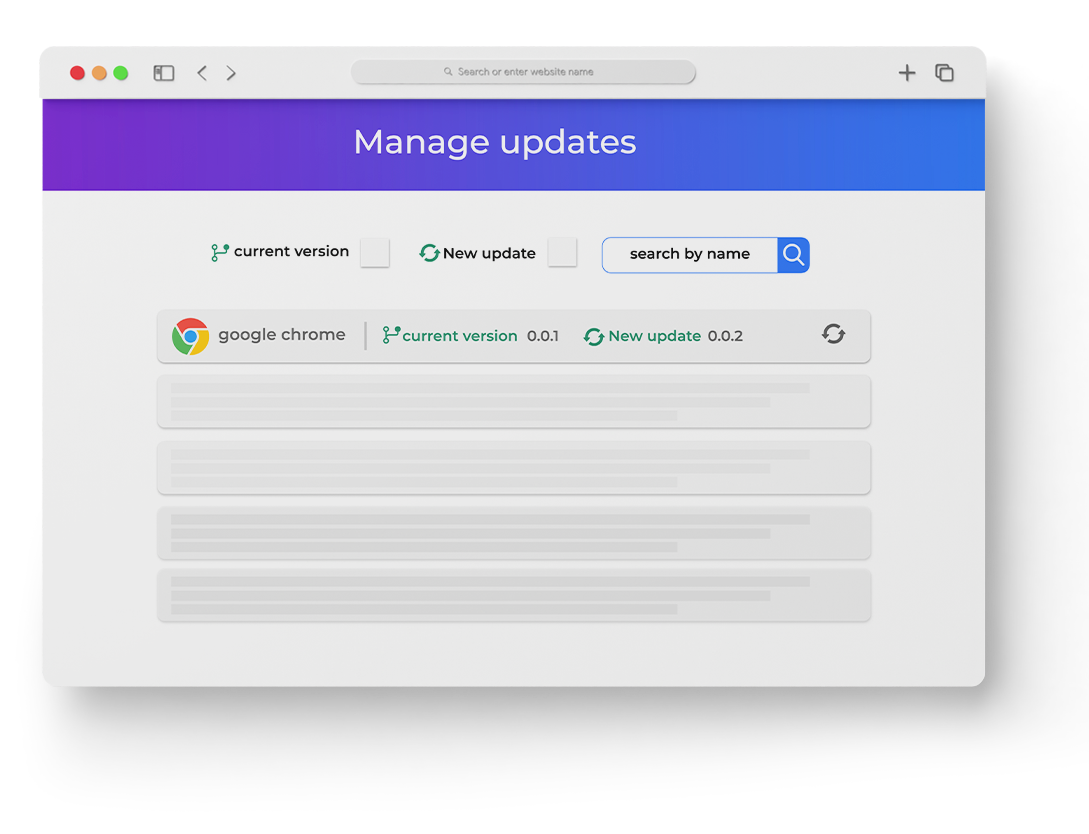 Search or enter website name
Manage updates
current version New update search by name
google chrome current version 0.0.1 New update 0.0.2